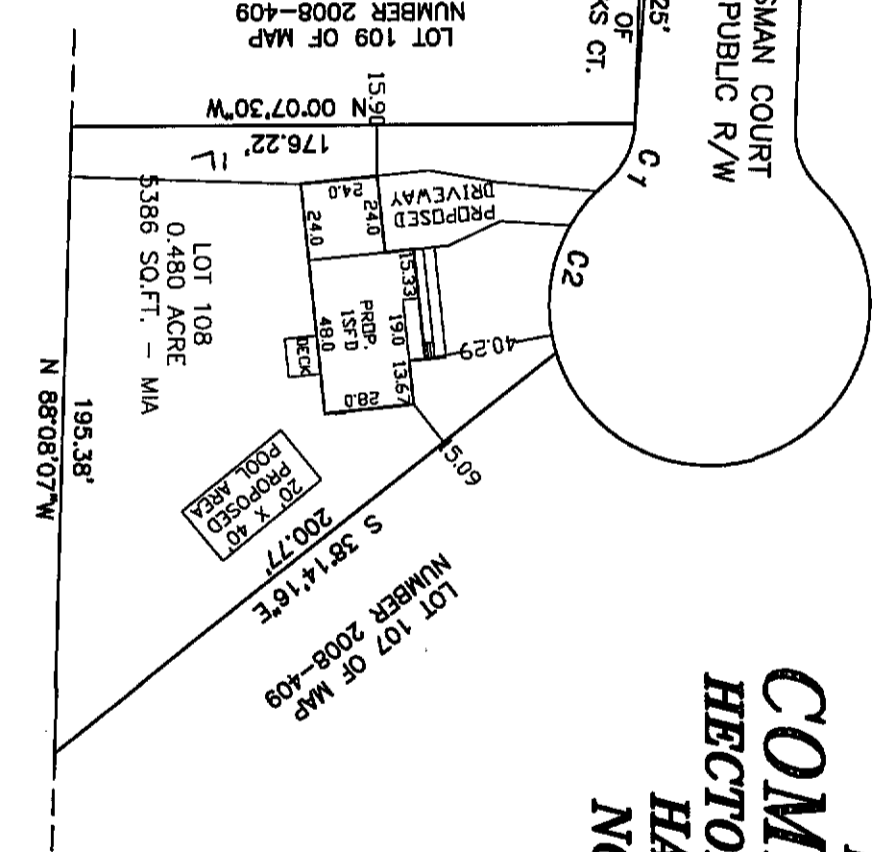 SMAN COURT
PUBLIC R/W
25'
OF
KS CT.
LOT 109 OF MAP
NUMBER 2008-409
N 00°07'30"W
176.22'
1L
15.90
C1
C2
PROPOSED
DRIVEWAY
24.0
24.0
24.0
15.33
19.0
13.67
PROP.
1SFD
48.0
28.0
DECK
40.29
15.09
LOT 108
0.480 ACRE
5386 SQ.FT. - MIA
195.38'
N 88°08'07"W
20' X 40'
PROPOSED
POOL AREA
S 38°14'16"E
200.77'
LOT 107 OF MAP
NUMBER 2008-409
COM
HECTO
HA
NO